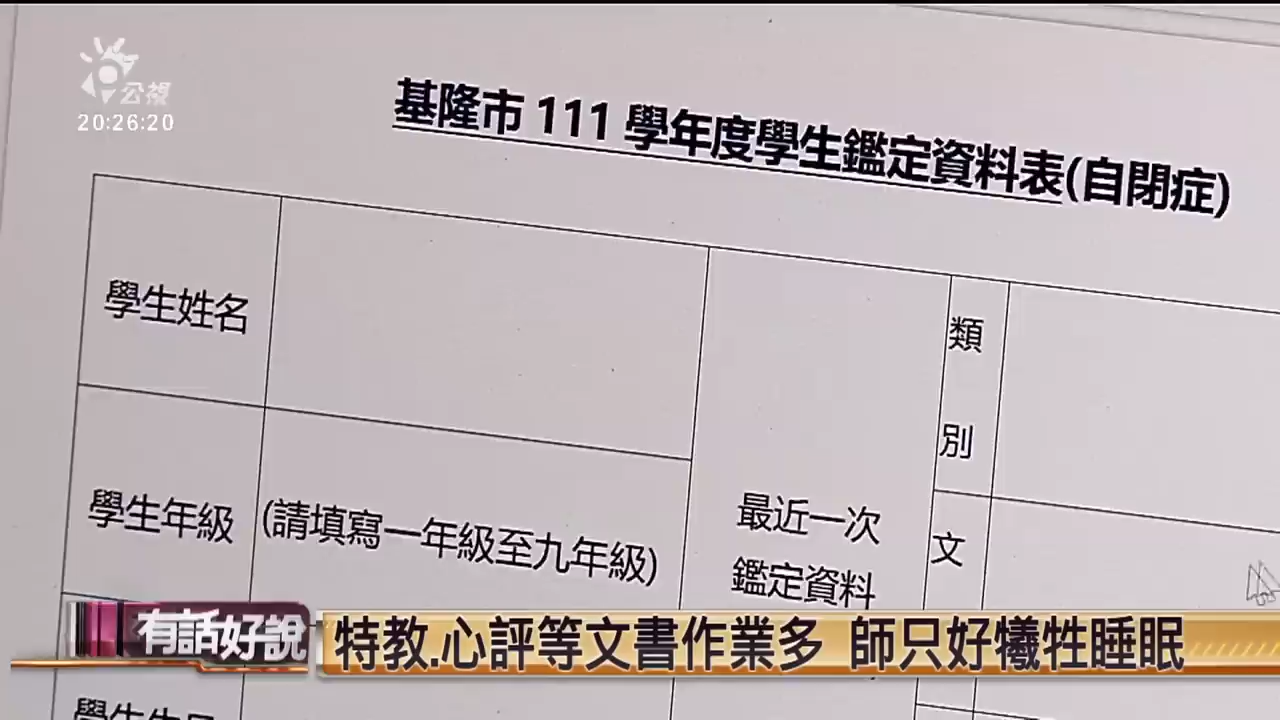 公視
20:26:20
基隆市 111 學年度學生鑑定資料表(自閉症)
學生姓名
類
別
學生年級
(請填寫一年級至九年級)
最近一次
鑑定資料
文
有話好說
特教.心評等文書作業多 師只好犧牲睡眠